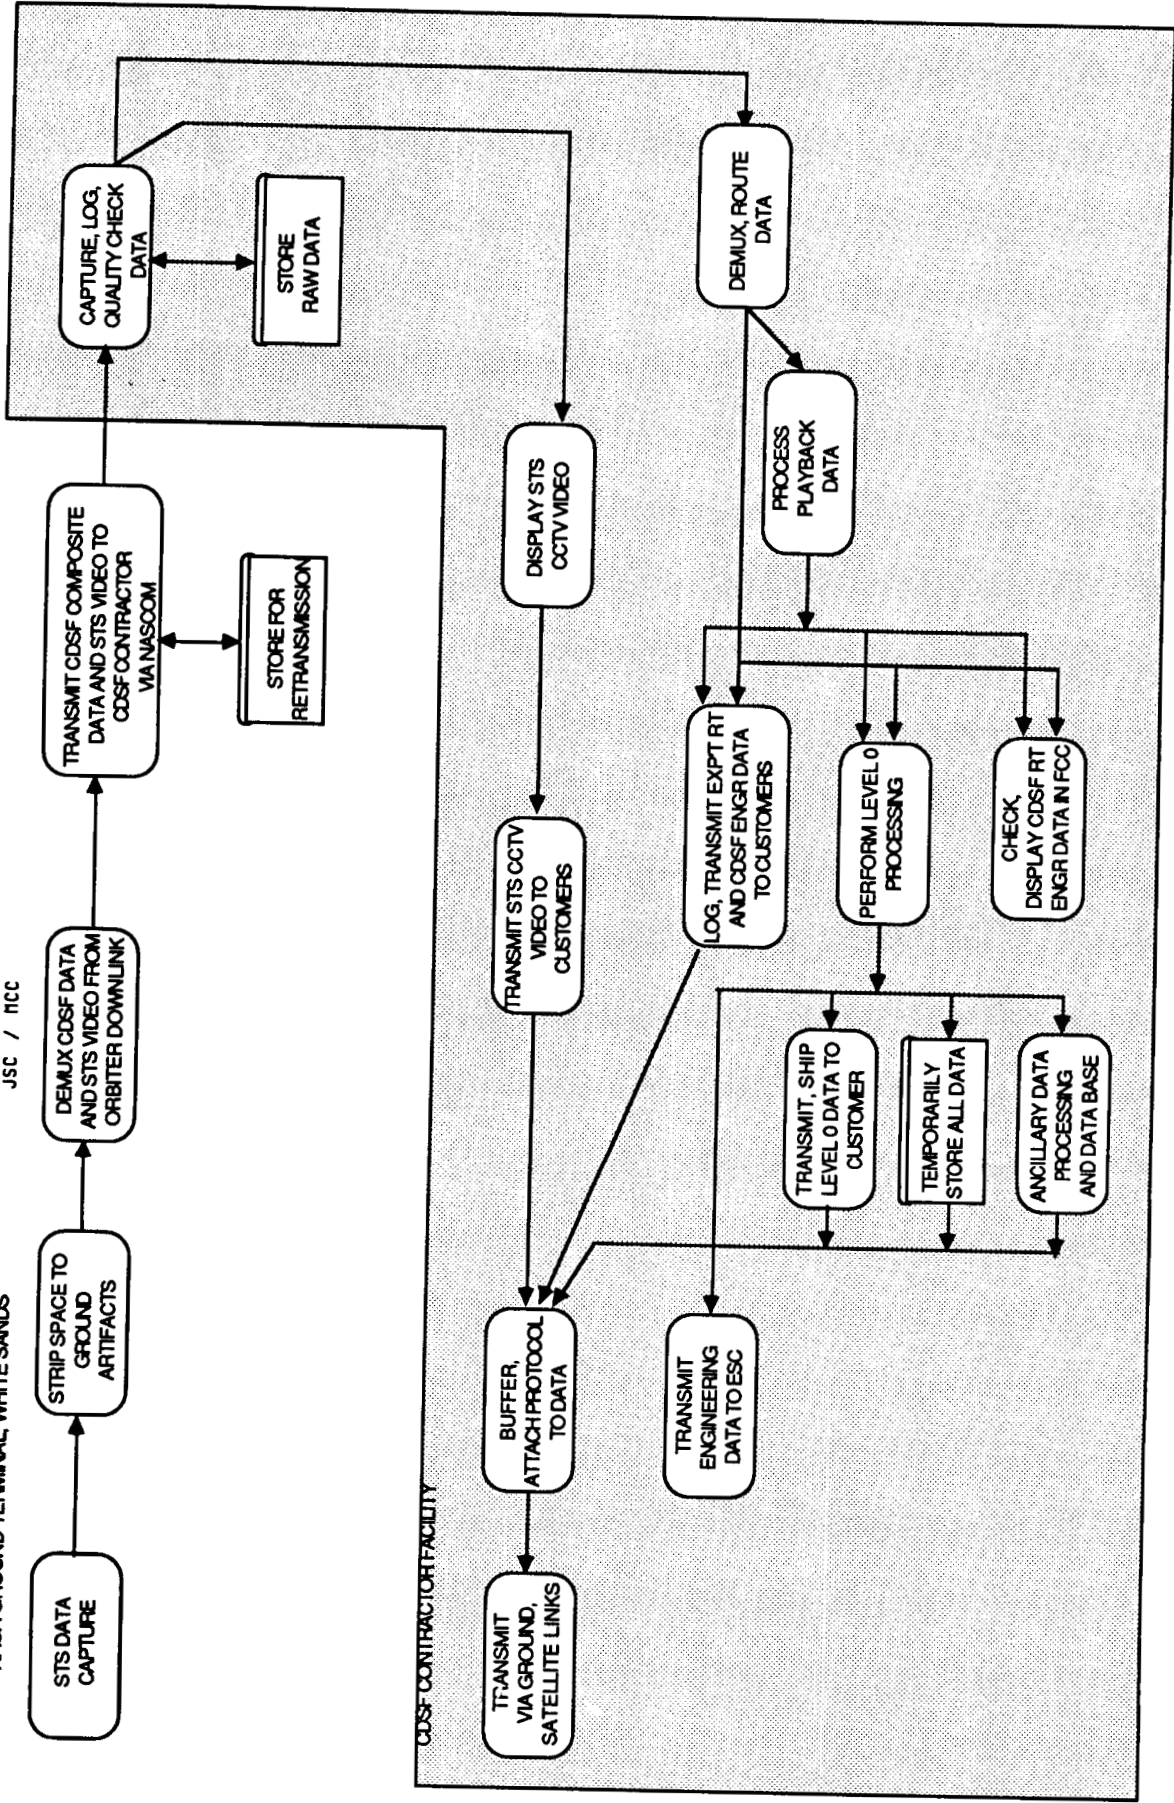 GROUND TERMINAL, WHITE SANDS
JSC / MCC
STS DATA
CAPTURE
STRIP SPACE TO
GROUND
ARTIFACTS
DEMUX CDSF DATA
AND STS VIDEO FROM
ORBITER DOWNLINK
TRANSMIT CDSF COMPOSITE
DATA AND STS VIDEO TO
CDSF CONTRACTOR
VIA NASCOM
STORE FOR
RETRANSMISSION
CAPTURE, LOG,
QUALITY CHECK
DATA
STORE
RAW DATA
CDSF CONTRACTOR FACILITY
TRANSMIT
VIA GROUND,
SATELLITE LINKS
BUFFER,
ATTACH PROTOCOL
TO DATA
TRANSMIT STS CCTV
VIDEO TO
CUSTOMERS
DISPLAY STS
CCTV VIDEO
TRANSMIT
ENGINEERING
DATA TO ESC
LOG, TRANSMIT EXP'T RT
AND CDSF ENGR DATA
TO CUSTOMERS
PROCESS
PLAYBACK
DATA
DEMUX, ROUTE
DATA
TRANSMIT, SHIP
LEVEL 0 DATA TO
CUSTOMER
PERFORM LEVEL 0
PROCESSING
TEMPORARILY
STORE ALL DATA
ANCILLARY DATA
PROCESSING
AND DATA BASE
CHECK,
DISPLAY CDSF RT
ENGR DATA IN FCC